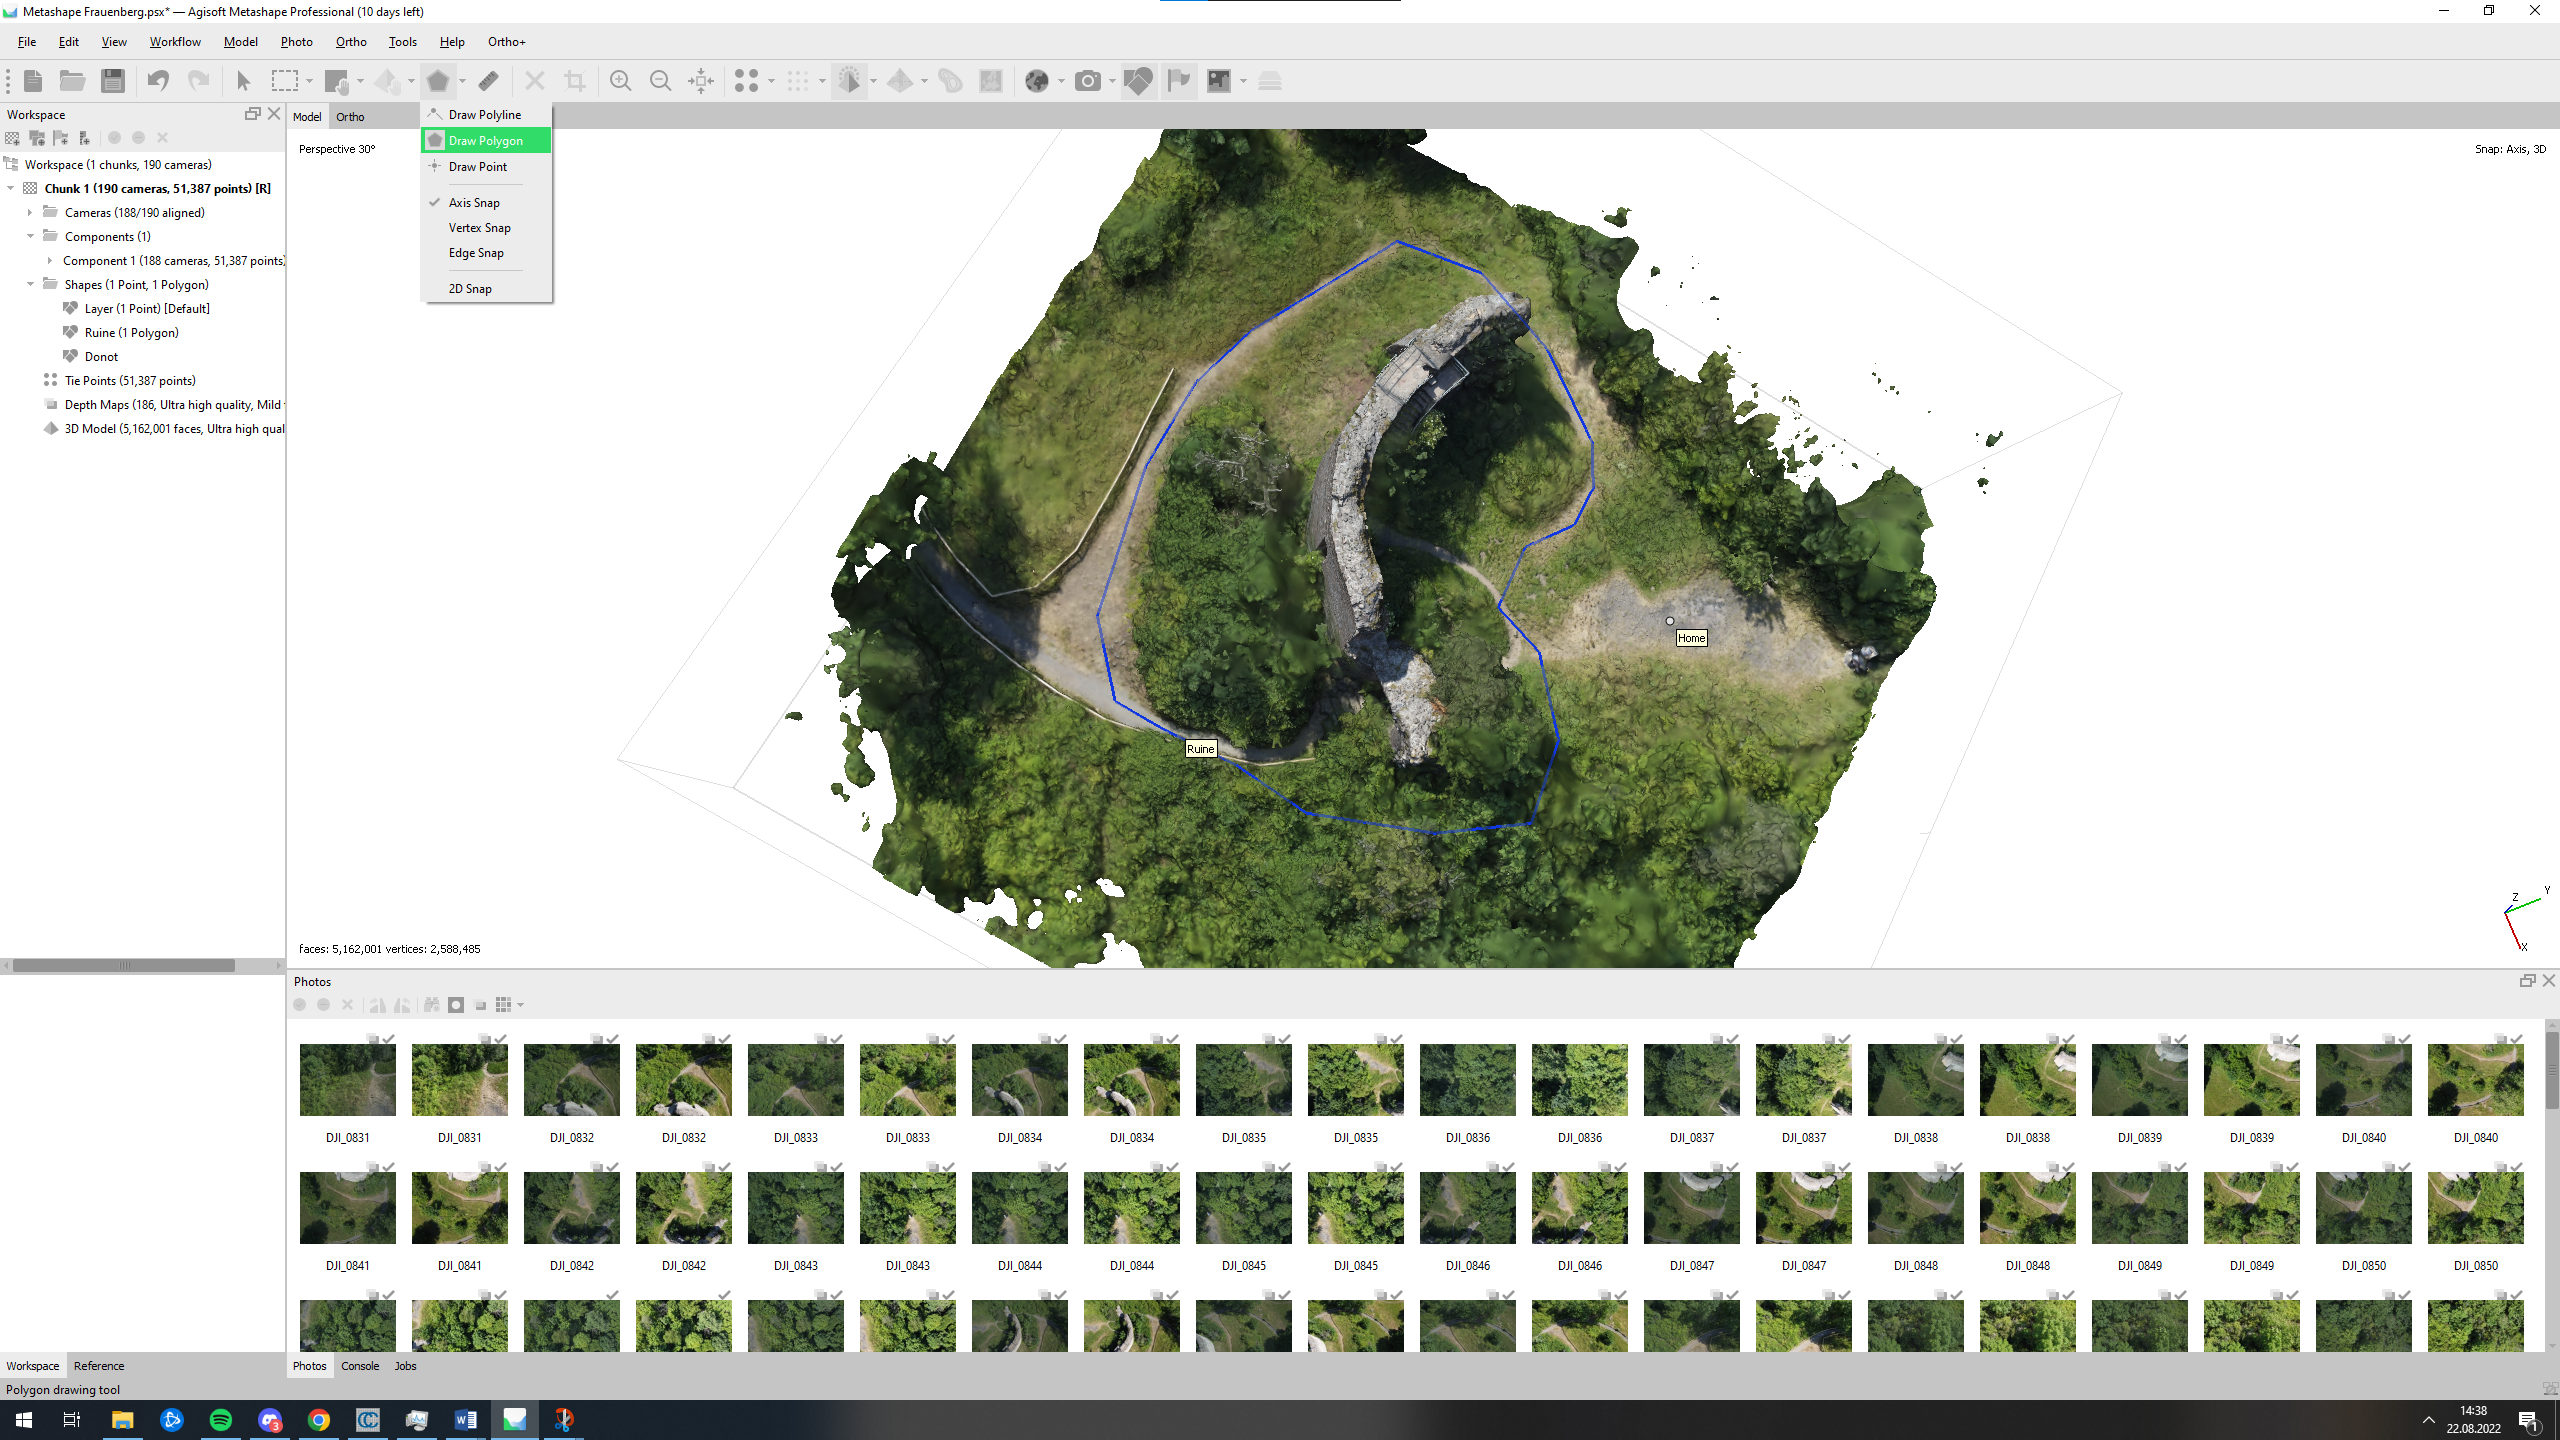 Metashape Frauenberg.psx* — Agisoft Metashape Professional (10 days left)
File Edit View Workflow Model Photo Ortho Tools Help Ortho+
Workspace
Workspace (1 chunks, 190 cameras)
Chunk 1 (190 cameras, 51,387 points) [R]
Cameras (188/190 aligned)
Components (1)
Component 1 (188 cameras, 51,387 points)
Shapes (1 Point, 1 Polygon)
Layer (1 Point) [Default]
Ruine (1 Polygon)
Donot
Tie Points (51,387 points)
Depth Maps (186, Ultra high quality, Mild
3D Model (5,162,001 faces, Ultra high qual
Model Ortho
Draw Polyline
Draw Polygon
Draw Point
Axis Snap
Vertex Snap
Edge Snap
2D Snap
Perspective 30°
Snap: Axis, 3D
Home
Ruine
Z
Y
X
faces: 5,162,001 vertices: 2,588,485
Photos
DJI_0831 DJI_0831 DJI_0832 DJI_0832 DJI_0833 DJI_0833 DJI_0834 DJI_0834 DJI_0835 DJI_0835 DJI_0836 DJI_0836 DJI_0837 DJI_0837 DJI_0838 DJI_0838 DJI_0839 DJI_0839 DJI_0840 DJI_0840
DJI_0841 DJI_0841 DJI_0842 DJI_0842 DJI_0843 DJI_0843 DJI_0844 DJI_0844 DJI_0845 DJI_0845 DJI_0846 DJI_0846 DJI_0847 DJI_0847 DJI_0848 DJI_0848 DJI_0849 DJI_0849 DJI_0850 DJI_0850
Workspace Reference
Photos Console Jobs
Polygon drawing tool
3
14:38
22.08.2022
1